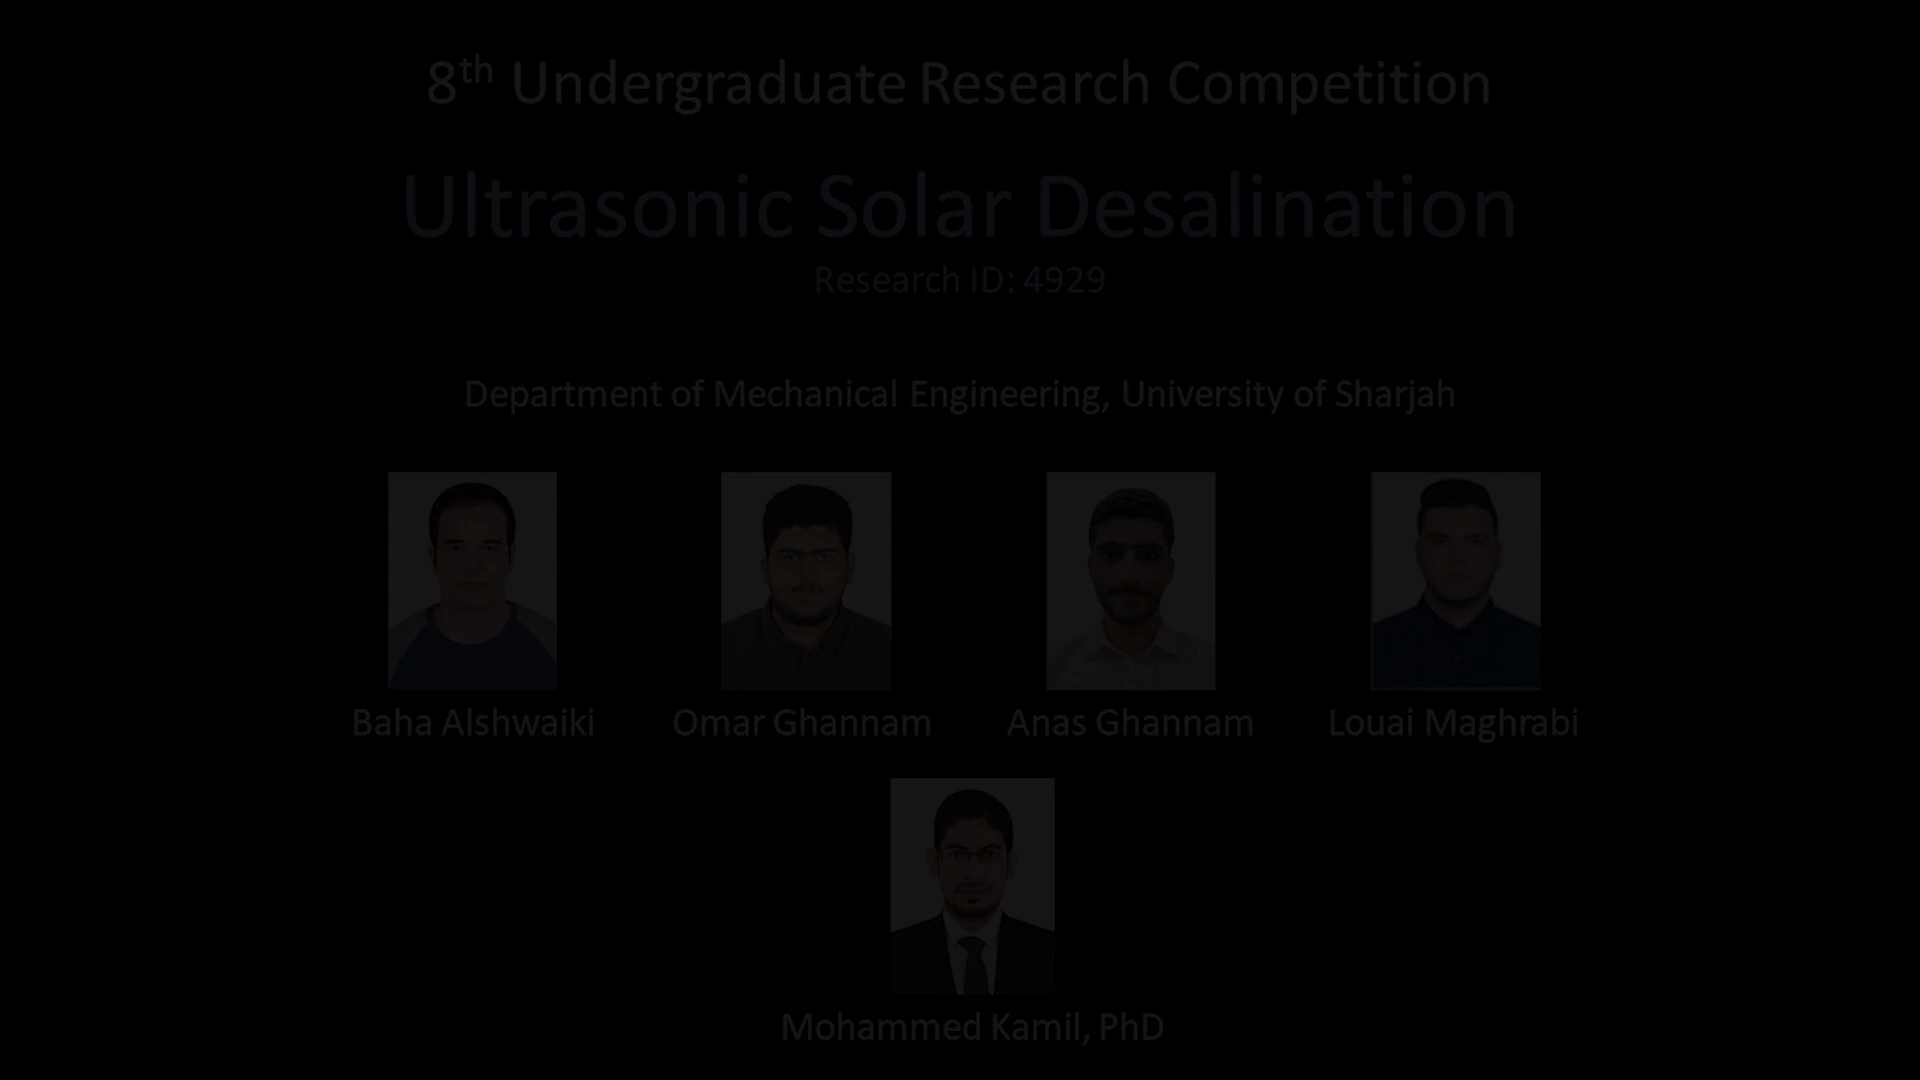 8th Undergraduate Research Competition
Ultrasonic Solar Desalination
Research ID: 4929
Department of Mechanical Engineering, University of Sharjah
Baha Alshwaiki
Omar Ghannam
Anas Ghannam
Louai Maghrabi
Mohammed Kamil, PhD